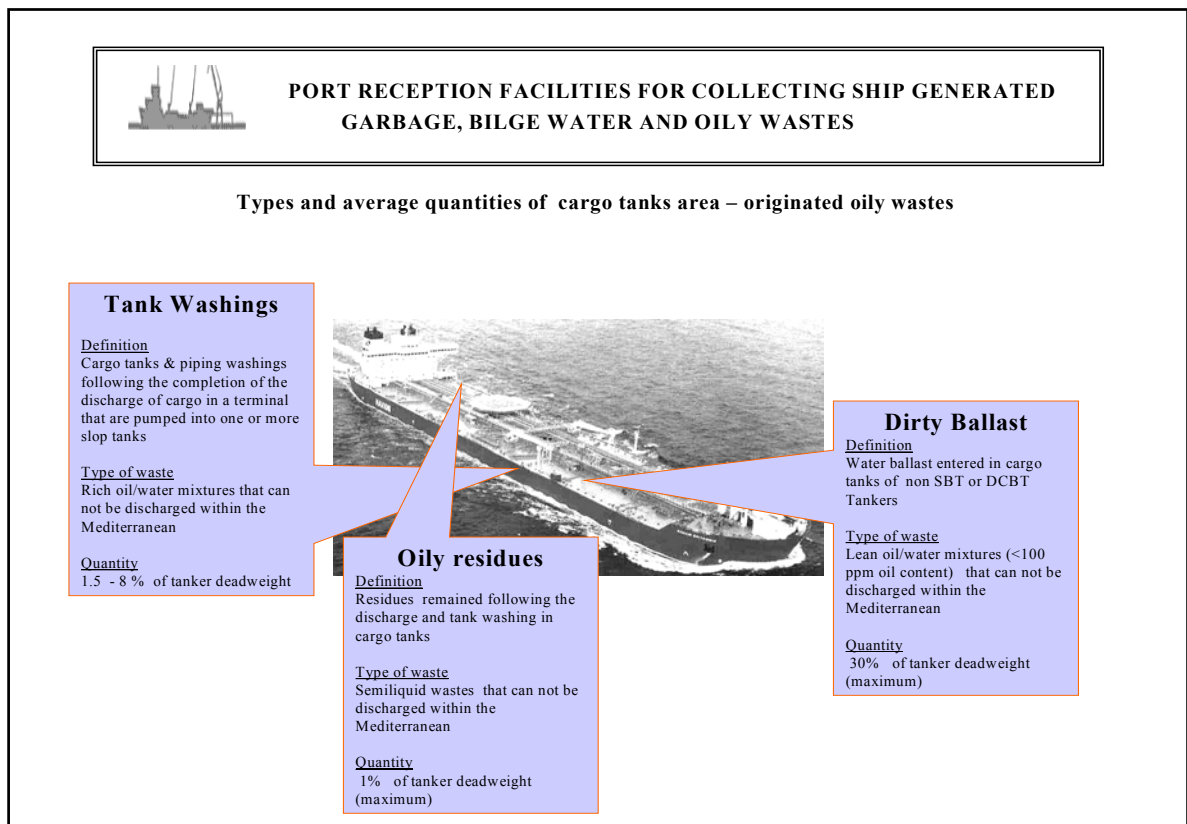 PORT RECEPTION FACILITIES FOR COLLECTING SHIP GENERATED
GARBAGE, BILGE WATER AND OILY WASTES
Types and average quantities of cargo tanks area – originated oily wastes
Tank Washings
Definition
Cargo tanks & piping washings
following the completion of the
discharge of cargo in a terminal
that are pumped into one or more
slop tanks
Type of waste
Rich oil/water mixtures that can
not be discharged within the
Mediterranean
Quantity
1.5 - 8 % of tanker deadweight
Oily residues
Definition
Residues remained following the
discharge and tank washing in
cargo tanks
Type of waste
Semiliquid wastes that can not be
discharged within the
Mediterranean
Quantity
1% of tanker deadweight
(maximum)
Dirty Ballast
Definition
Water ballast entered in cargo
tanks of non SBT or DCBT
Tankers
Type of waste
Lean oil/water mixtures (<100
ppm oil content) that can not be
discharged within the
Mediterranean
Quantity
30% of tanker deadweight
(maximum)